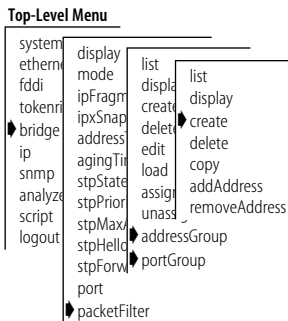 Top-Level Menu
system
ethern
fddi
tokenri
bridge
ip
snmp
analyze
script
logout
display
mode
ipFragm
ipxSnap
address
agingTi
stpState
stpPrior
stpMax
stpHello
stpForw
port
packetFilter
list
displa
create
delet
edit
load
assig
unass
addressGroup
portGroup
list
display
create
delete
copy
addAddress
removeAddress